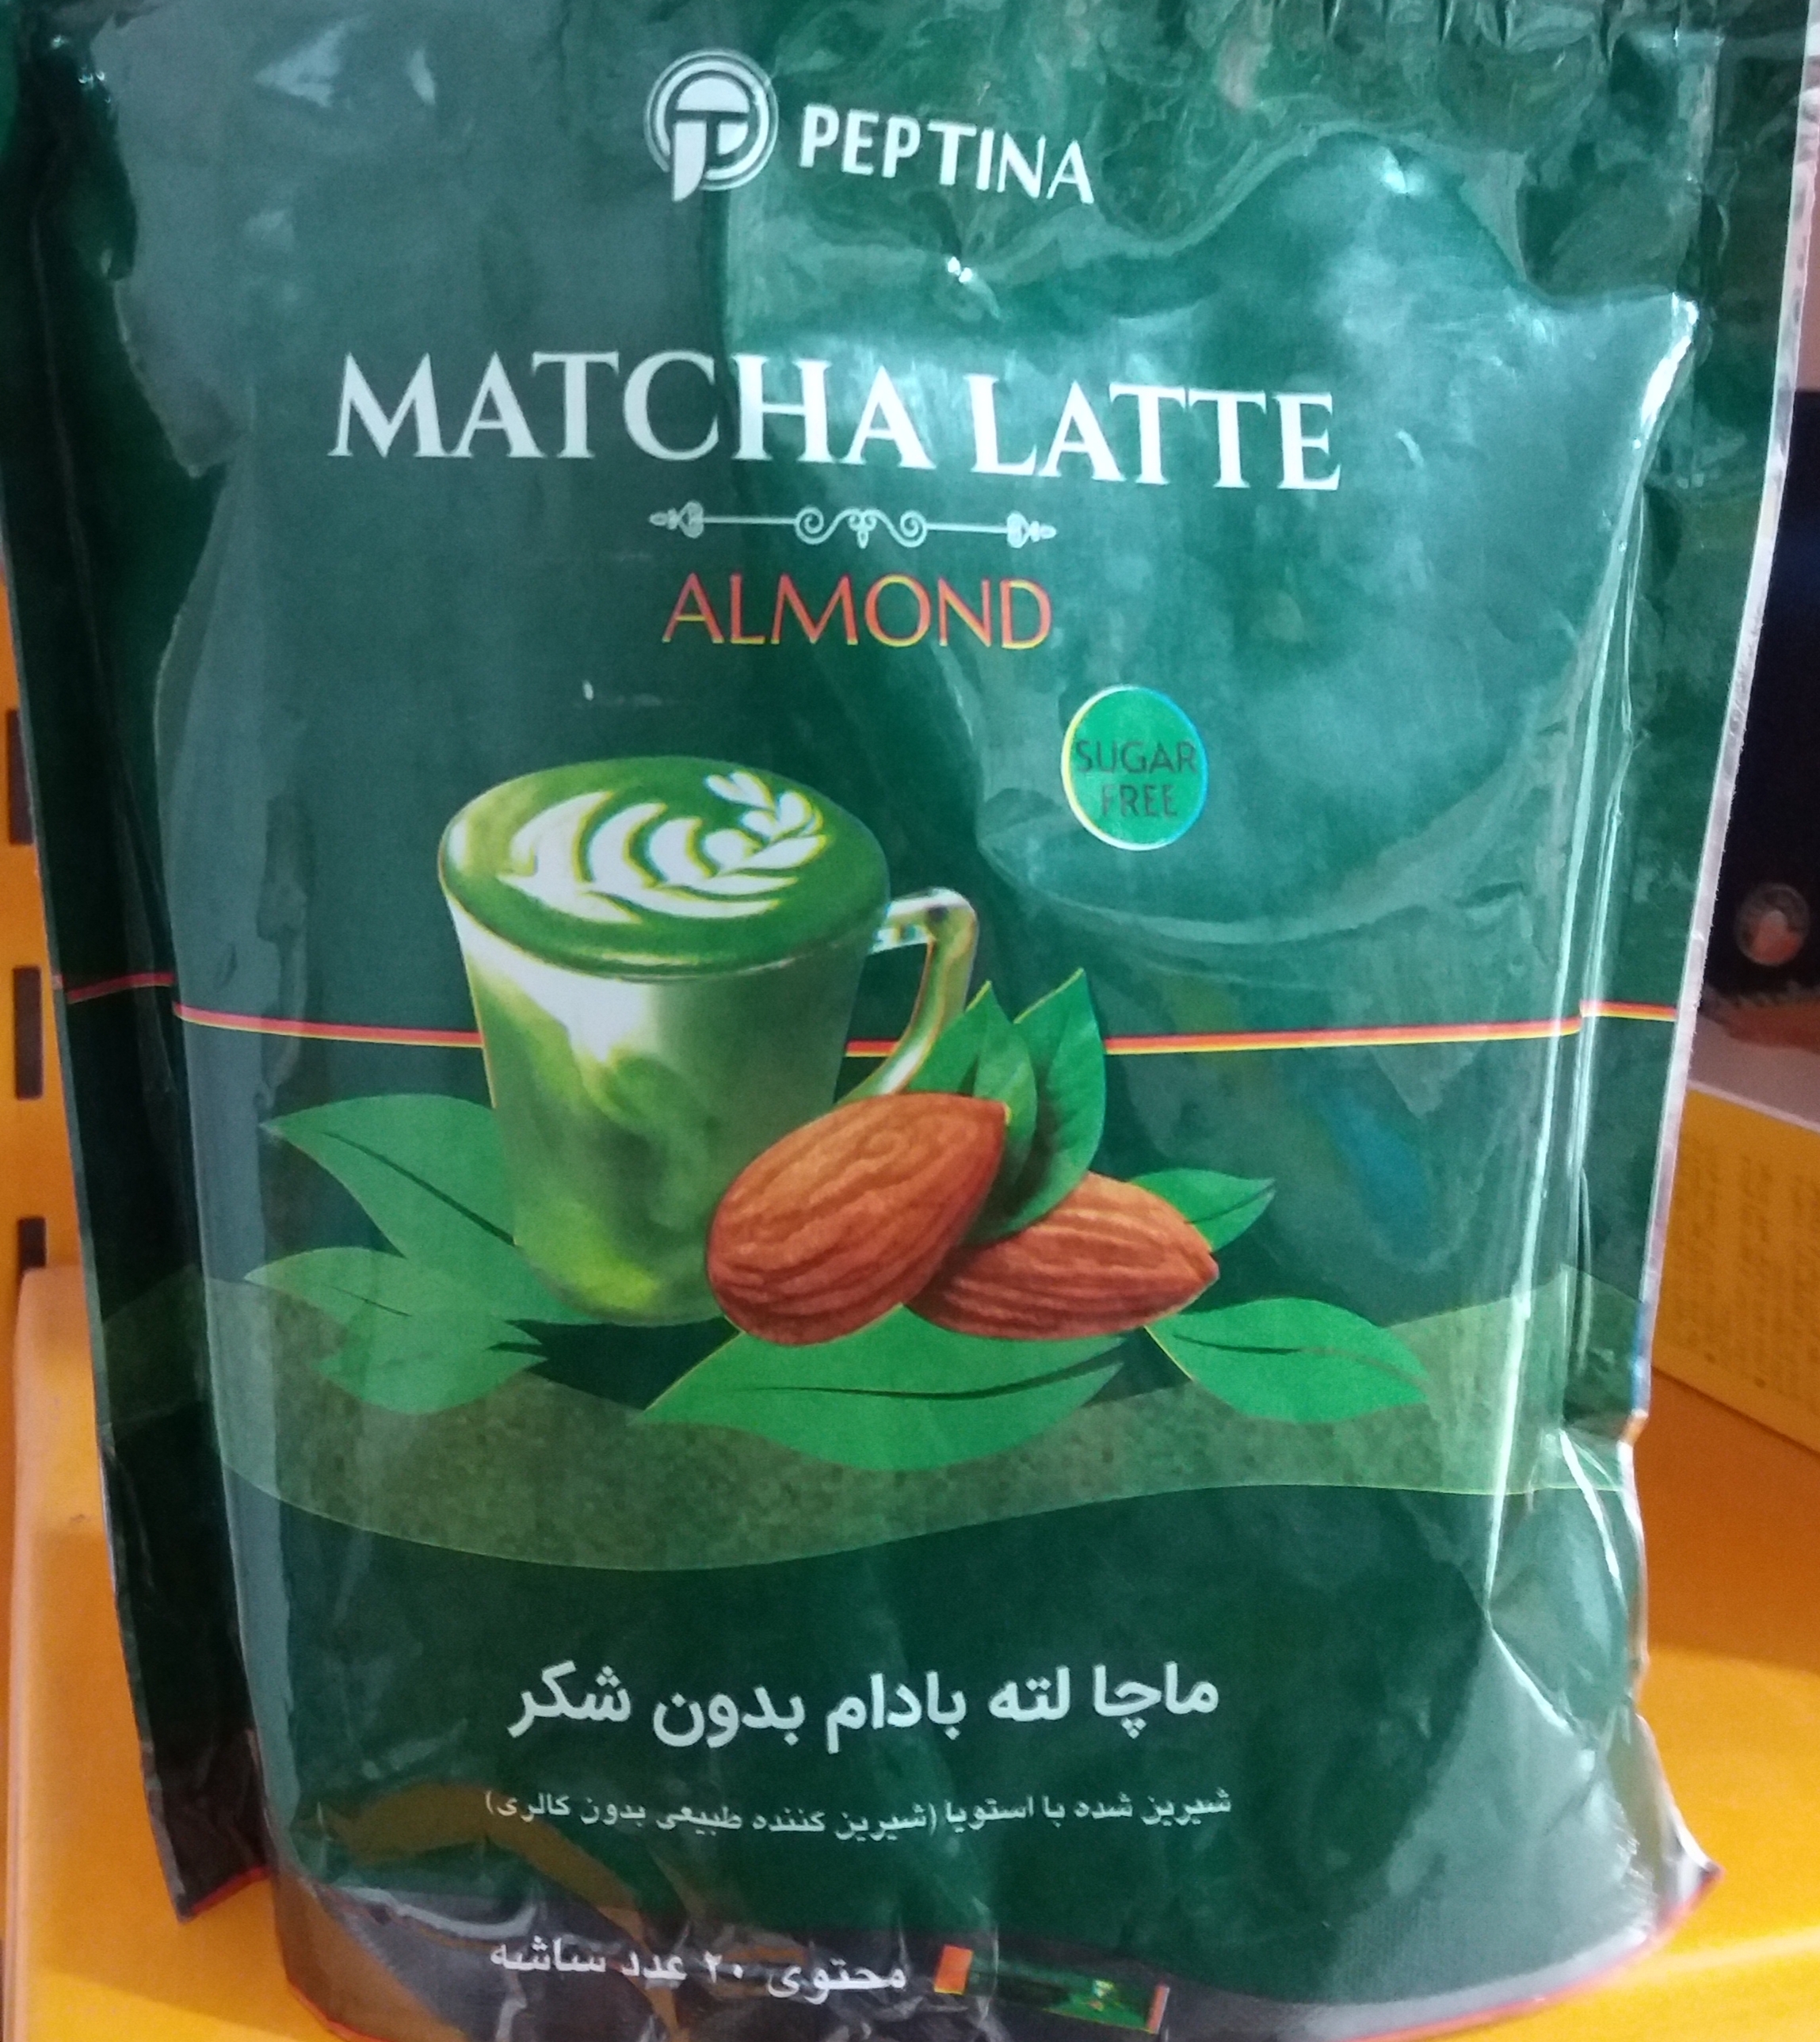 PEPTINA
MATCHA LATTE
ALMOND
SUGAR
FREE
ماچا لته بادام بدون شکر
شیرین شده با استویا (شیرین کننده طبیعی بدون کالری)
محتوی ۲۰ عدد ساشه